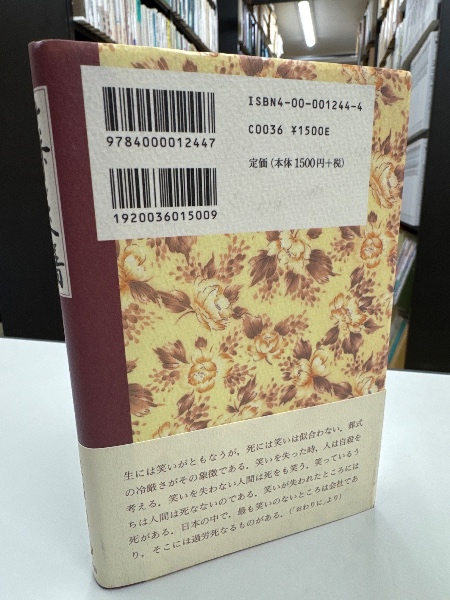 ISBN4-00-001244-4
C0036 ¥1500E
定価(本体1500円+税)
9784000012447
1920036015009
生には笑いがともなうが,死には笑いは似合わない.葬式
の冷厳さがその象徴である.笑いを失った時,人は自殺を
考える.笑いを失わない人間は死をも笑う.笑っているう
ちは人間は死なないのである.笑いが失われたところには
死がある.日本の中で,最も笑いのないところは会社であ
り,そこには過労死なるものがある.(「おわりに」より)